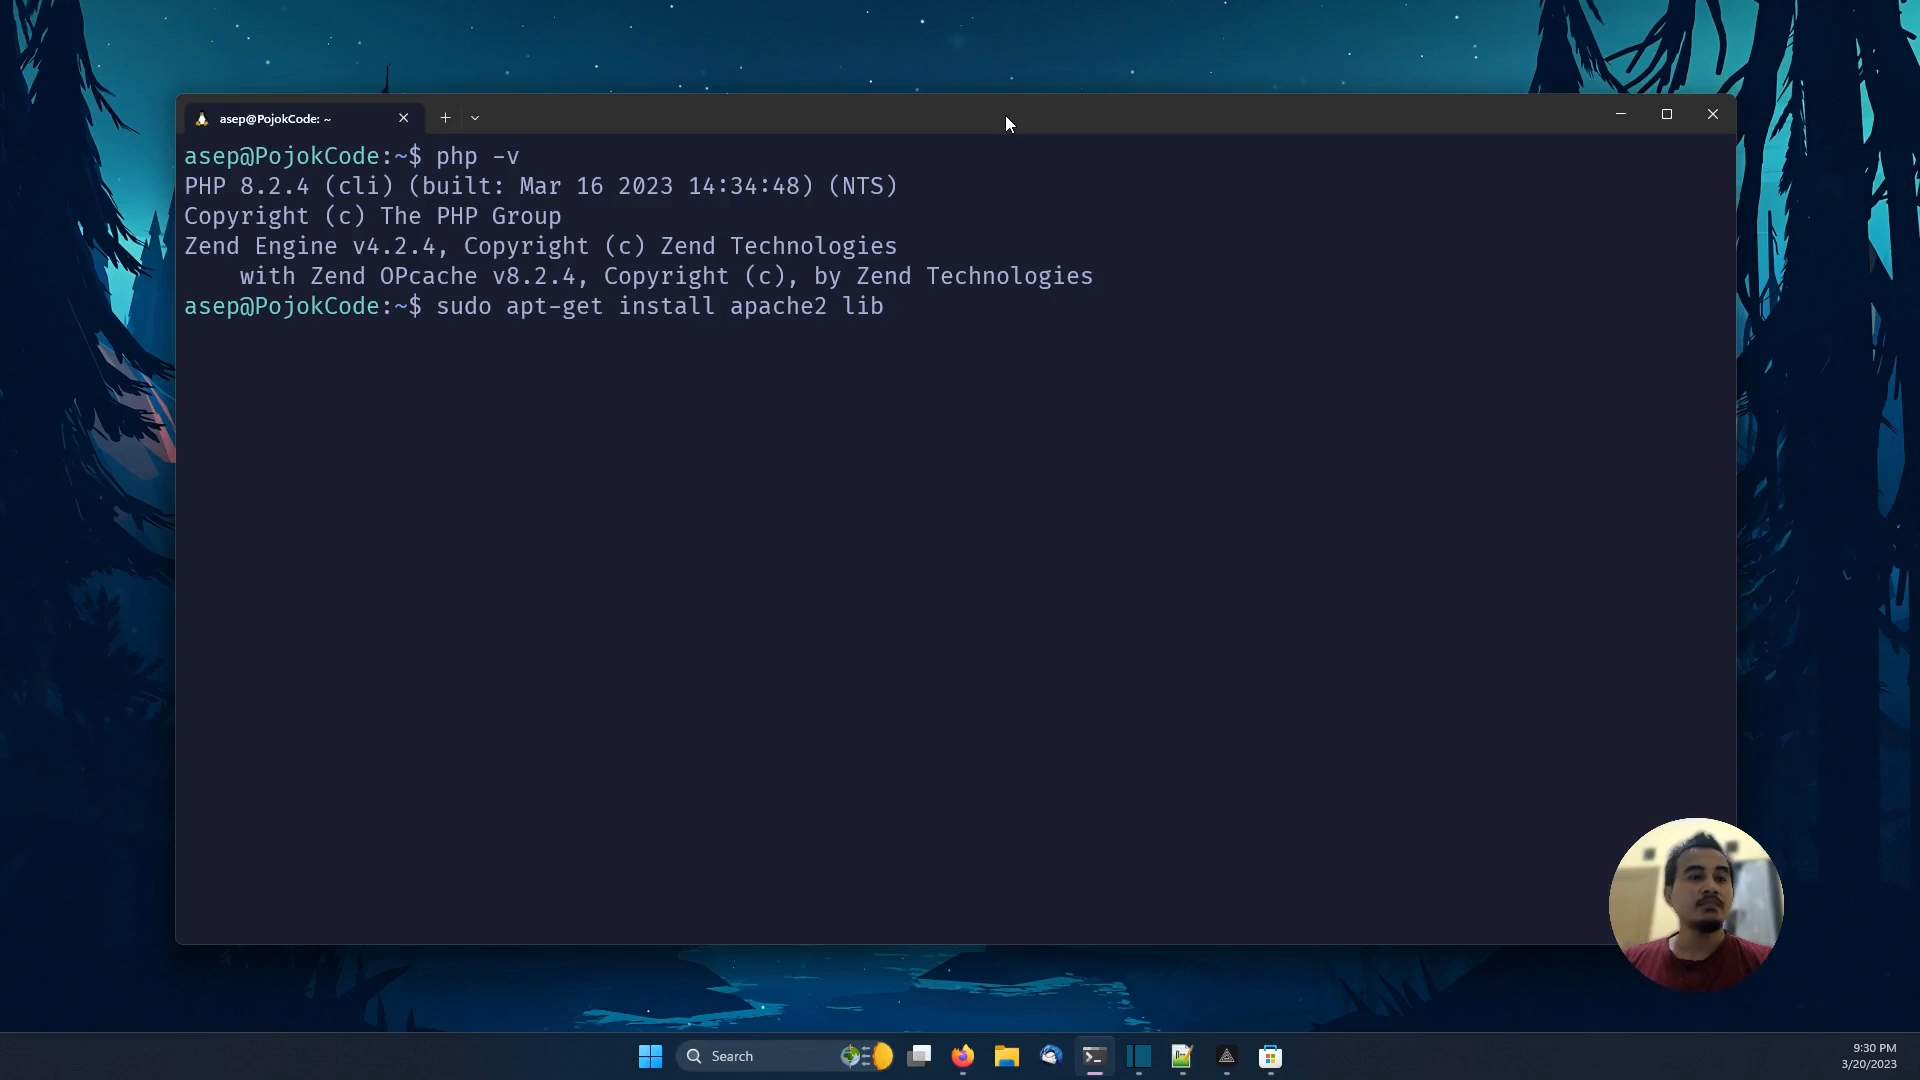 asep@PojokCode: ~
asep@PojokCode:~$ php -v
PHP 8.2.4 (cli) (built: Mar 16 2023 14:34:48) (NTS)
Copyright (c) The PHP Group
Zend Engine v4.2.4, Copyright (c) Zend Technologies
    with Zend OPcache v8.2.4, Copyright (c), by Zend Technologies
asep@PojokCode:~$ sudo apt-get install apache2 lib
Search
9:30 PM
3/20/2023